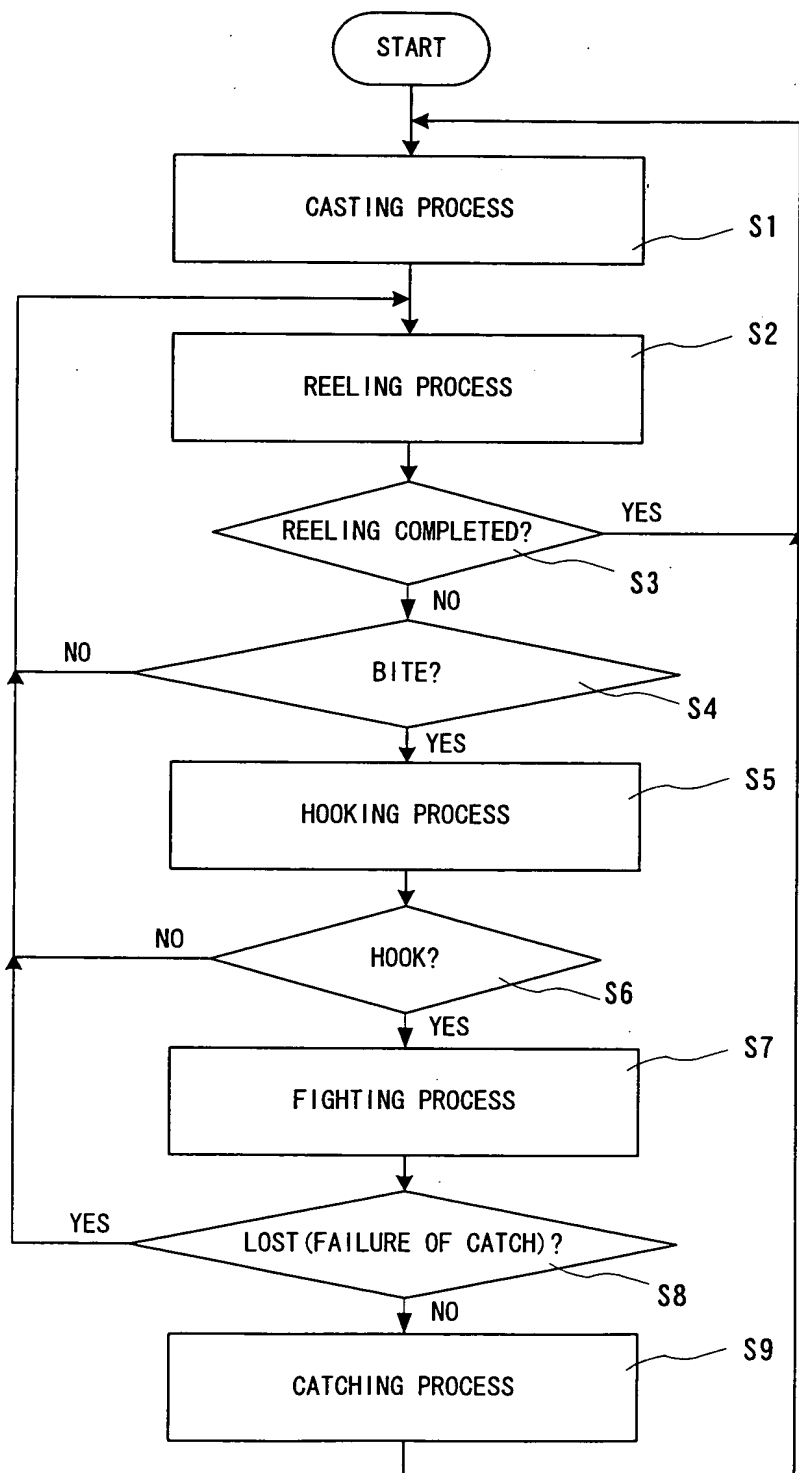 START
CASTING PROCESS
S1
S2
REELING PROCESS
YES
REELING COMPLETED?
S3
NO
NO
BITE?
S4
YES
S5
HOOKING PROCESS
NO
HOOK?
S6
YES
S7
FIGHTING PROCESS
YES
LOST(FAILURE OF CATCH)?
S8
NO
S9
CATCHING PROCESS